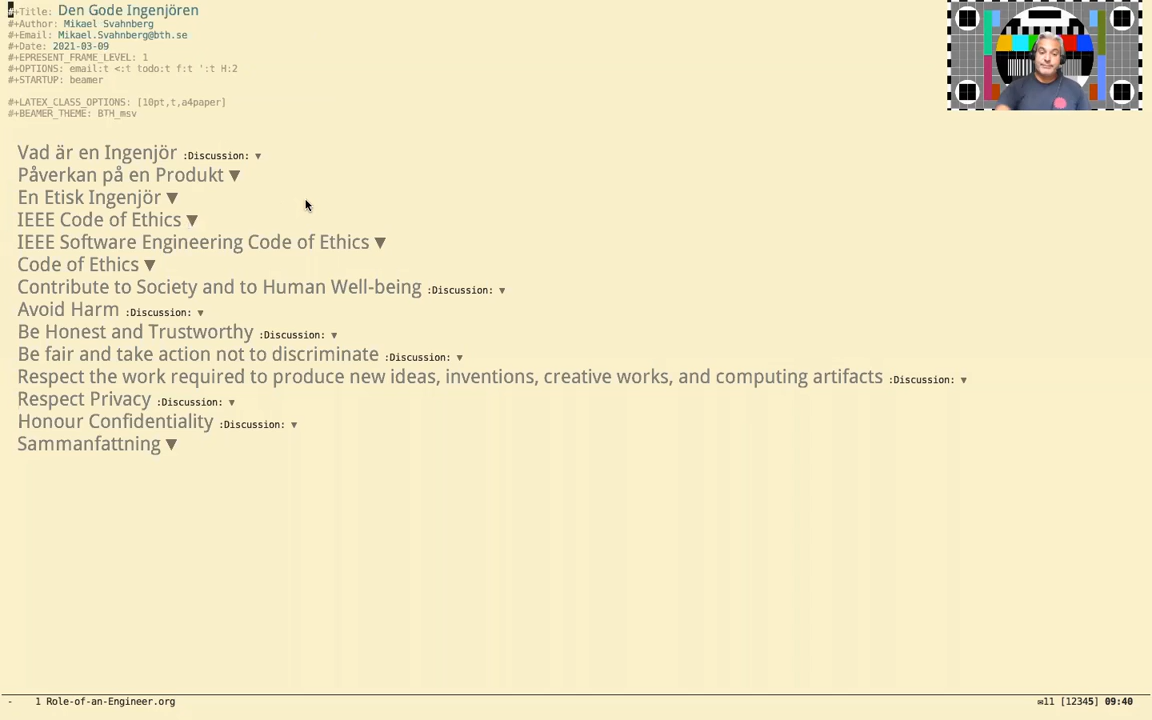 #+Title: Den Gode Ingenjören
#+Author: Mikael Svahnberg
#+Email: Mikael.Svahnberg@bth.se
#+Date: 2021-03-09
#+EPRESENT_FRAME_LEVEL: 1
#+OPTIONS: email:t <:t todo:t f:t ':t H:2
#+STARTUP: beamer
#+LATEX_CLASS_OPTIONS: [10pt,t,a4paper]
#+BEAMER_THEME: BTH_msv
Vad är en Ingenjör :Discussion: ▼
Påverkan på en Produkt ▼
En Etisk Ingenjör ▼
IEEE Code of Ethics ▼
IEEE Software Engineering Code of Ethics ▼
Code of Ethics ▼
Contribute to Society and to Human Well-being :Discussion: ▼
Avoid Harm :Discussion: ▼
Be Honest and Trustworthy :Discussion: ▼
Be fair and take action not to discriminate :Discussion: ▼
Respect the work required to produce new ideas, inventions, creative works, and computing artifacts :Discussion: ▼
Respect Privacy :Discussion: ▼
Honour Confidentiality :Discussion: ▼
Sammanfattning ▼
- 1 Role-of-an-Engineer.org ✉11 [12345] 09:40